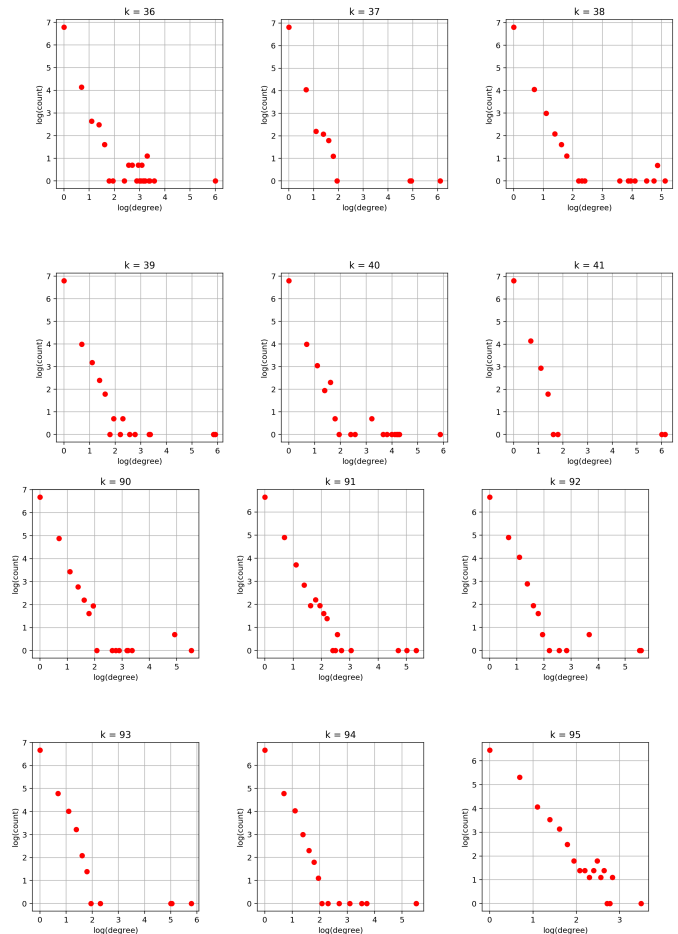 k = 36
k = 37
k = 38
7 6 5 4 3 2 1 0
log(count)
0 1 2 3 4 5 6
log(degree)
7 6 5 4 3 2 1 0
log(count)
0 1 2 3 4 5 6
log(degree)
7 6 5 4 3 2 1 0
log(count)
0 1 2 3 4 5
log(degree)
k = 39
k = 40
k = 41
7 6 5 4 3 2 1 0
log(count)
0 1 2 3 4 5 6
log(degree)
7 6 5 4 3 2 1 0
log(count)
0 1 2 3 4 5 6
log(degree)
7 6 5 4 3 2 1 0
log(count)
0 1 2 3 4 5 6
log(degree)
k = 90
k = 91
k = 92
7 6 5 4 3 2 1 0
log(count)
0 1 2 3 4 5
log(degree)
7 6 5 4 3 2 1 0
log(count)
0 1 2 3 4 5
log(degree)
7 6 5 4 3 2 1 0
log(count)
0 1 2 3 4 5
log(degree)
k = 93
k = 94
k = 95
7 6 5 4 3 2 1 0
log(count)
0 1 2 3 4 5 6
log(degree)
7 6 5 4 3 2 1 0
log(count)
0 1 2 3 4 5
log(degree)
6 5 4 3 2 1 0
log(count)
0 1 2 3
log(degree)